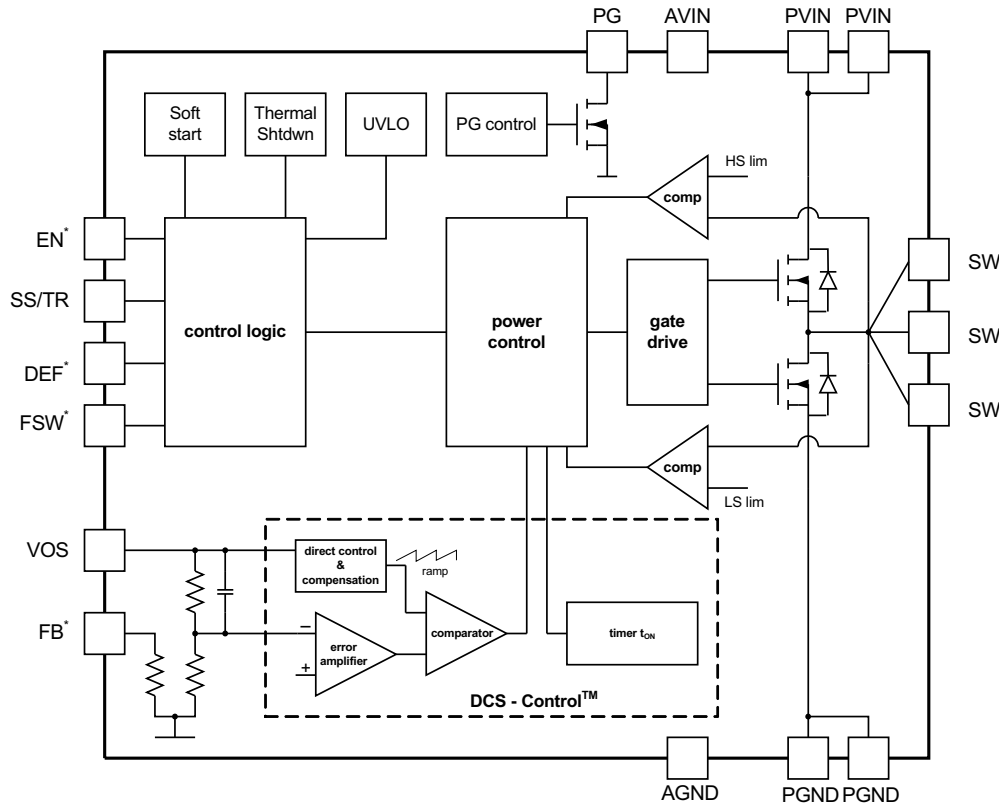 PG
AVIN
PVIN
PVIN
Soft
start
Thermal
Shtdwn
UVLO
PG control
HS lim
comp
EN*
SS/TR
DEF*
FSW*
control logic
power
control
gate
drive
SW
SW
SW
comp
LS lim
VOS
FB*
direct control
&
compensation
ramp
comparator
–
+
error
amplifier
timer tON
DCS - Control™
AGND
PGND
PGND